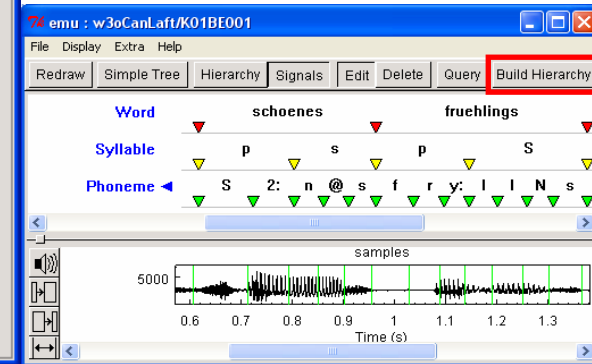 emu : w3oCanLaft/K01BE001
File Display Extra Help
Redraw Simple Tree Hierarchy Signals Edit Delete Query Build Hierarchy
Word schoenes fruehlings
Syllable p s p S
Phoneme S 2: n @ s f r y: l I N s
samples
5000
0.6 0.7 0.8 0.9 1 1.1 1.2 1.3
Time (s)